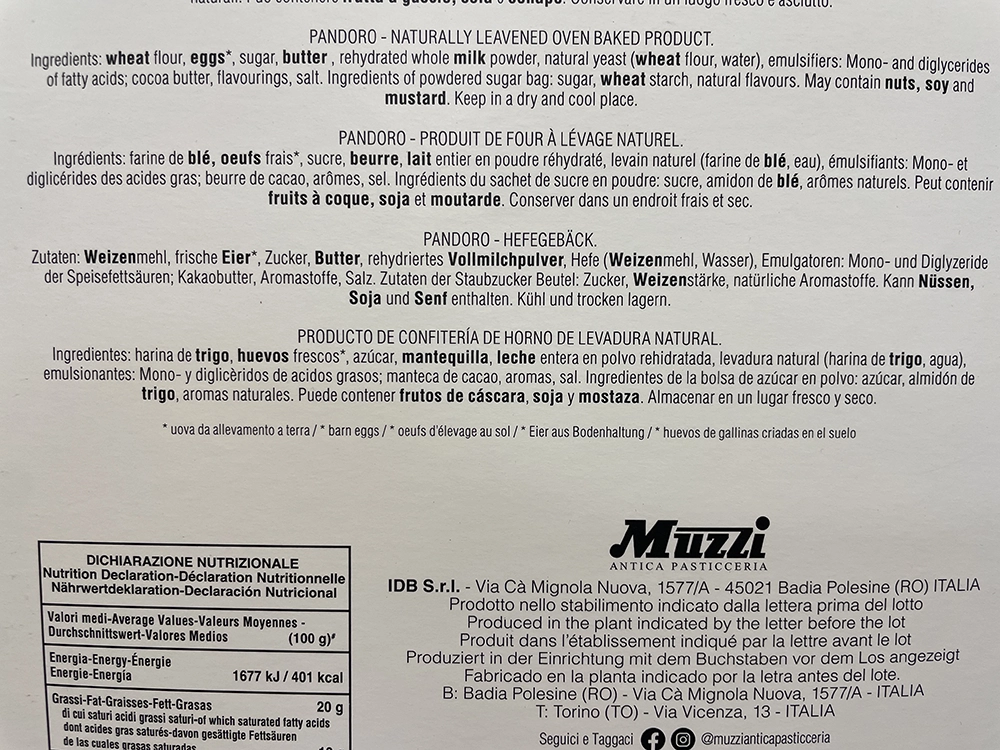 naturali. Può contenere frutta a guscio, soia e senape. Conservare in un luogo fresco e asciutto.
PANDORO - NATURALLY LEAVENED OVEN BAKED PRODUCT.
Ingredients: wheat flour, eggs*, sugar, butter , rehydrated whole milk powder, natural yeast (wheat flour, water), emulsifiers: Mono- and diglycerides
of fatty acids; cocoa butter, flavourings, salt. Ingredients of powdered sugar bag: sugar, wheat starch, natural flavours. May contain nuts, soy and
mustard. Keep in a dry and cool place.
PANDORO - PRODUIT DE FOUR À LÉVAGE NATUREL.
Ingrédients: farine de blé, oeufs frais*, sucre, beurre, lait entier en poudre réhydraté, levain naturel (farine de blé, eau), émulsifiants: Mono- et
diglicérides des acides gras; beurre de cacao, arômes, sel. Ingrédients du sachet de sucre en poudre: sucre, amidon de blé, arômes naturels. Peut contenir
fruits à coque, soja et moutarde. Conserver dans un endroit frais et sec.
PANDORO - HEFEGEBÄCK.
Zutaten: Weizenmehl, frische Eier*, Zucker, Butter, rehydriertes Vollmilchpulver, Hefe (Weizenmehl, Wasser), Emulgatoren: Mono- und Diglyzeride
der Speisefettsäuren; Kakaobutter, Aromastoffe, Salz. Zutaten der Staubzucker Beutel: Zucker, Weizenstärke, natürliche Aromastoffe. Kann Nüssen,
Soja und Senf enthalten. Kühl und trocken lagern.
PRODUCTO DE CONFITERÍA DE HORNO DE LEVADURA NATURAL.
Ingredientes: harina de trigo, huevos frescos*, azúcar, mantequilla, leche entera en polvo rehidratada, levadura natural (harina de trigo, agua),
emulsionantes: Mono- y diglicèridos de acidos grasos; manteca de cacao, aromas, sal. Ingredientes de la bolsa de azúcar en polvo: azúcar, almidón de
trigo, aromas naturales. Puede contener frutos de cáscara, soja y mostaza. Almacenar en un lugar fresco y seco.
* uova da allevamento a terra / * barn eggs / * oeufs d'élevage au sol / * Eier aus Bodenhaltung / * huevos de gallinas criadas en el suelo
DICHIARAZIONE NUTRIZIONALE
Nutrition Declaration-Déclaration Nutritionnelle
Nährwertdeklaration-Declaración Nutricional
Valori medi-Average Values-Valeurs Moyennes -
Durchschnittswert-Valores Medios (100 g)*
Energia-Energy-Énergie
Energie-Energía 1677 kJ / 401 kcal
Grassi-Fat-Graisses-Fett-Grasas 20 g
di cui saturi acidi grassi saturi-of which saturated fatty acids
dont acides gras saturés-davon gesättigte Fettsäuren
de las cuales grasas saturadas
Muzzi
ANTICA PASTICCERIA
IDB S.r.l. - Via Cà Mignola Nuova, 1577/A - 45021 Badia Polesine (RO) ITALIA
Prodotto nello stabilimento indicato dalla lettera prima del lotto
Produced in the plant indicated by the letter before the lot
Produit dans l'établissement indiqué par la lettre avant le lot
Produziert in der Einrichtung mit dem Buchstaben vor dem Los angezeigt
Fabricado en la planta indicado por la letra antes del lote.
B: Badia Polesine (RO) - Via Cà Mignola Nuova, 1577/A - ITALIA
T: Torino (TO) - Via Vicenza, 13 - ITALIA
Seguici e Taggaci @muzzianticapasticceria